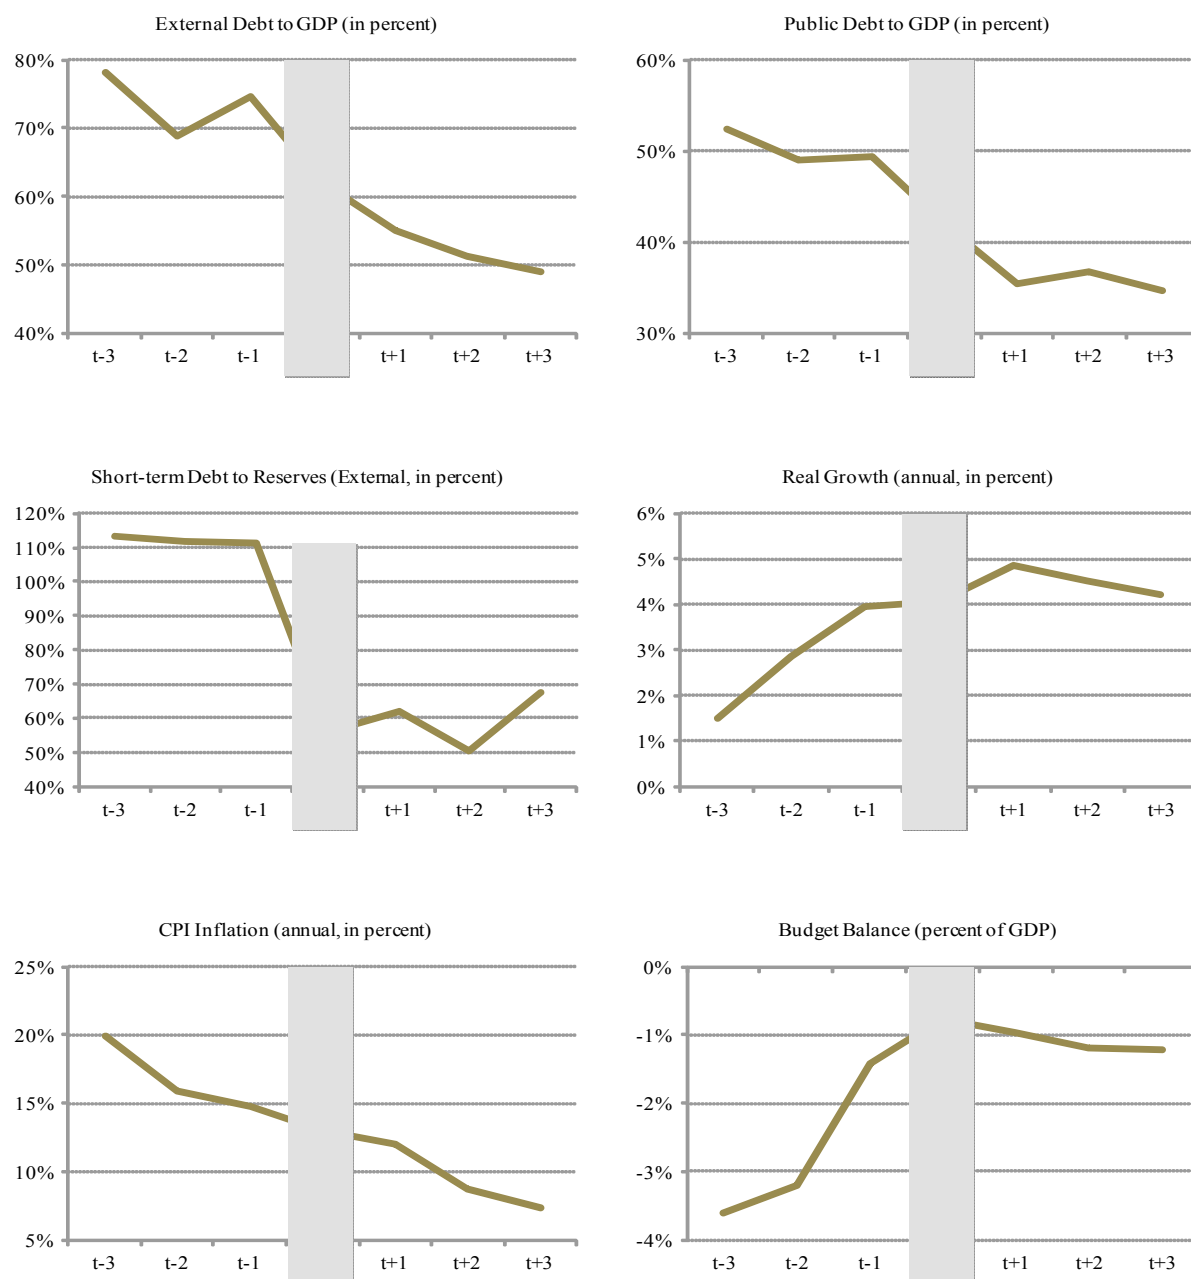 External Debt to GDP (in percent)
80%
70%
60%
50%
40%
t-3 t-2 t-1 t+1 t+2 t+3
Public Debt to GDP (in percent)
60%
50%
40%
30%
t-3 t-2 t-1 t+1 t+2 t+3
Short-term Debt to Reserves (External, in percent)
120%
110%
100%
90%
80%
70%
60%
50%
40%
t-3 t-2 t-1 t+1 t+2 t+3
Real Growth (annual, in percent)
6%
5%
4%
3%
2%
1%
0%
t-3 t-2 t-1 t+1 t+2 t+3
CPI Inflation (annual, in percent)
25%
20%
15%
10%
5%
t-3 t-2 t-1 t+1 t+2 t+3
Budget Balance (percent of GDP)
0%
-1%
-2%
-3%
-4%
t-3 t-2 t-1 t+1 t+2 t+3